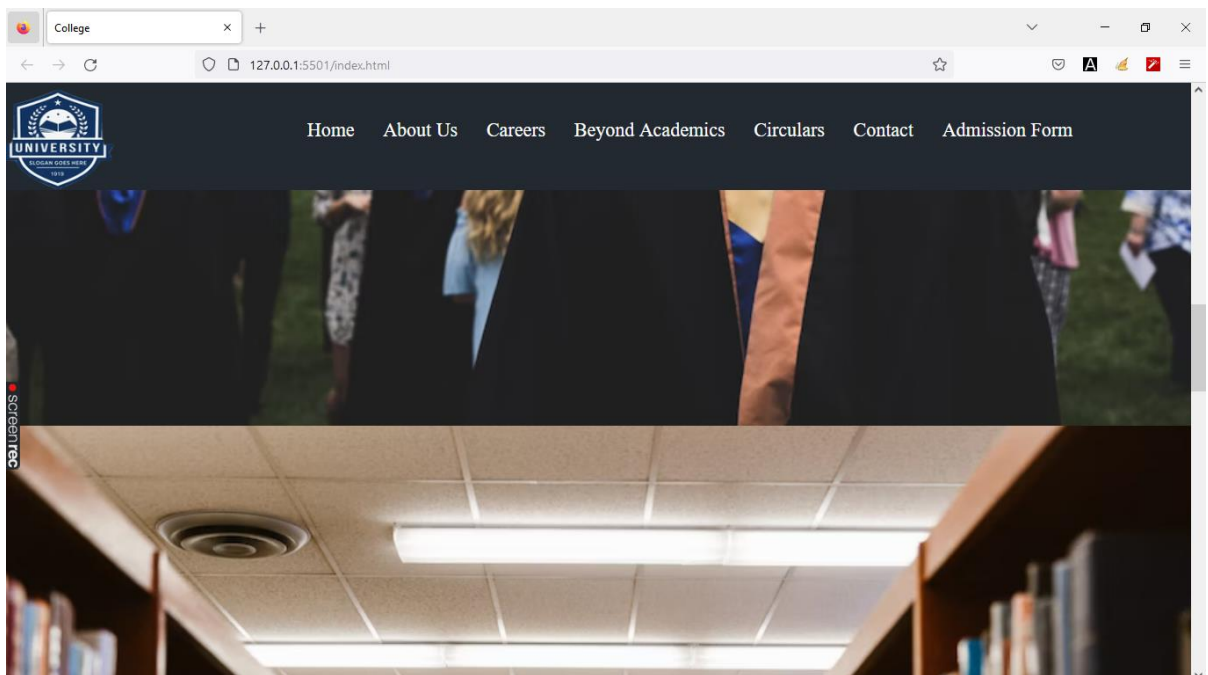 College
127.0.0.1:5501/index.html
A
UNIVERSITY
SLOGAN GOES HERE
1010
Home About Us Careers Beyond Academics Circulars Contact Admission Form
screenrec